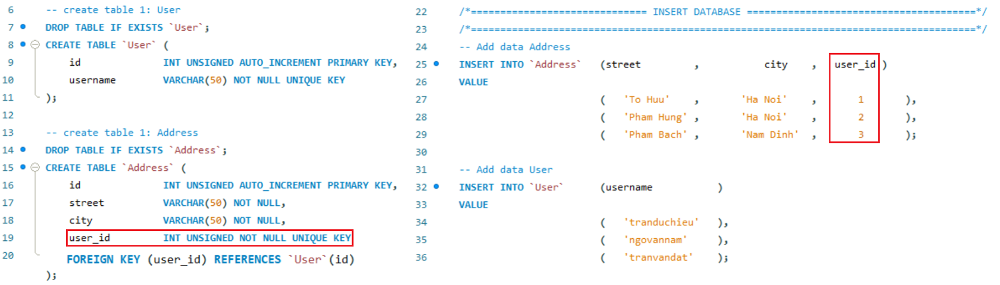 6 -- create table 1: User
7 DROP TABLE IF EXISTS `User`;
8 CREATE TABLE `User` (
9 id INT UNSIGNED AUTO_INCREMENT PRIMARY KEY,
10 username VARCHAR(50) NOT NULL UNIQUE KEY
11 );
12
13 -- create table 1: Address
14 DROP TABLE IF EXISTS `Address`;
15 CREATE TABLE `Address` (
16 id INT UNSIGNED AUTO_INCREMENT PRIMARY KEY,
17 street VARCHAR(50) NOT NULL,
18 city VARCHAR(50) NOT NULL,
19 user_id INT UNSIGNED NOT NULL UNIQUE KEY
20 FOREIGN KEY (user_id) REFERENCES `User`(id)
);
22 /*============================== INSERT DATABASE =======================================*/
23 /*======================================================================================*/
24 -- Add data Address
25 INSERT INTO `Address` (street , city , user_id )
26 VALUE
27 ( 'To Huu' , 'Ha Noi' , 1 ),
28 ( 'Pham Hung' , 'Ha Noi' , 2 ),
29 ( 'Pham Bach' , 'Nam Dinh' , 3 );
30
31 -- Add data User
32 INSERT INTO `User` (username )
33 VALUE
34 ( 'tranduchieu' ),
35 ( 'ngovannam' ),
36 ( 'tranvandat' );